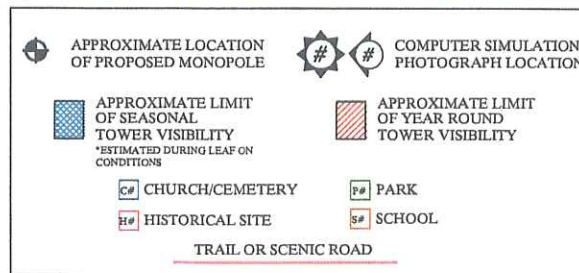 APPROXIMATE LOCATION
OF PROPOSED MONOPOLE
#
#
COMPUTER SIMULATION
PHOTOGRAPH LOCATION
APPROXIMATE LIMIT
OF SEASONAL
TOWER VISIBILITY
*ESTIMATED DURING LEAF ON
CONDITIONS
APPROXIMATE LIMIT
OF YEAR ROUND
TOWER VISIBILITY
C# CHURCH/CEMETERY
P# PARK
H# HISTORICAL SITE
S# SCHOOL
TRAIL OR SCENIC ROAD